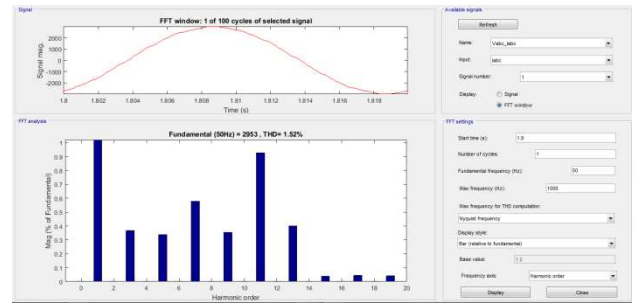 Signal
FFT window: 1 of 100 cycles of selected signal
Signal mag.
2000
1000
0
-1000
-2000
1.8 1.802 1.804 1.806 1.808 1.81 1.812 1.814 1.816 1.818
Time (s)
FFT analysis
Fundamental (50Hz) = 2953 , THD= 1.52%
Mag (% of Fundamental)
1
0.9
0.8
0.7
0.6
0.5
0.4
0.3
0.2
0.1
0
0 2 4 6 8 10 12 14 16 18 20
Harmonic order
Available signals
Refresh
Name:
Vabc_Iabc
Input:
Iabc
Signal number:
1
Display:
Signal
FFT window
FFT settings
Start time (s):
1.8
Number of cycles:
1
Fundamental frequency (Hz):
50
Max frequency (Hz):
1000
Max frequency for THD computation:
Nyquist frequency
Display style:
Bar (relative to fundamental)
Base value:
1.0
Frequency axis:
Harmonic order
Display
Close